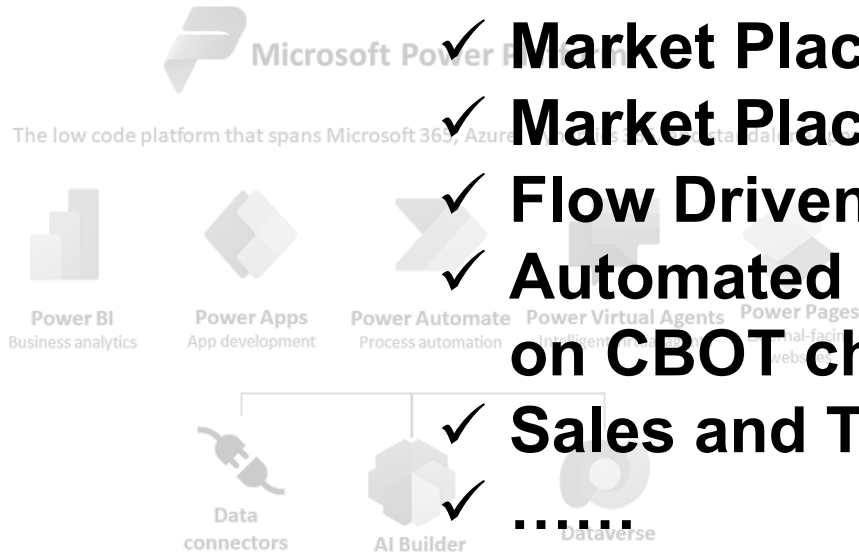 Microsoft Power
✓ Market Plac
The low code platform that spans Microsoft 365, Azure
✓ Market Plac
✓ Flow Driven
✓ Automated
on CBOT ch
✓ Sales and T
✓ ......
Power BI
Business analytics
Power Apps
App development
Power Automate
Process automation
Power Virtual Agents
Power Pages
Data
connectors
AI Builder
Dataverse